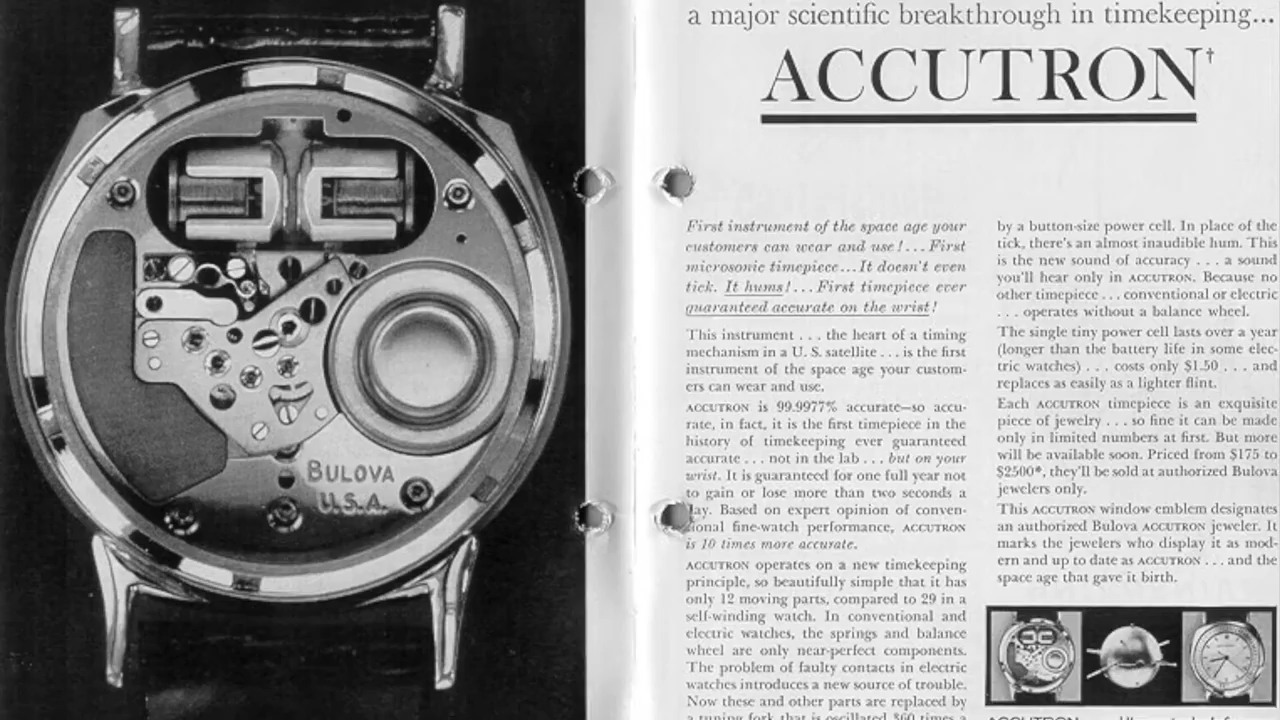 a major scientific breakthrough in timekeeping...
ACCUTRON†
BULOVA
U.S.A.
First instrument of the space age your
customers can wear and use! . . . First
microsonic timepiece . . . It doesn't even
tick. It hums! . . . First timepiece ever
guaranteed accurate on the wrist!
This instrument . . . the heart of a timing
mechanism in a U. S. satellite . . . is the first
instrument of the space age your custom-
ers can wear and use.
ACCUTRON is 99.9977% accurate—so accu-
rate, in fact, it is the first timepiece in the
history of timekeeping ever guaranteed
accurate . . . not in the lab . . . but on your
wrist. It is guaranteed for one full year not
to gain or lose more than two seconds a
day. Based on expert opinion of conven-
tional fine-watch performance, ACCUTRON
is 10 times more accurate.
ACCUTRON operates on a new timekeeping
principle, so beautifully simple that it has
only 12 moving parts, compared to 29 in a
self-winding watch. In conventional and
electric watches, the springs and balance
wheel are only near-perfect components.
The problem of faulty contacts in electric
watches introduces a new source of trouble.
Now these and other parts are replaced by
a tuning fork that is oscillated 360 times a
by a button-size power cell. In place of the
tick, there's an almost inaudible hum. This
is the new sound of accuracy . . . a sound
you'll hear only in ACCUTRON. Because no
other timepiece . . . conventional or electric
. . . operates without a balance wheel.
The single tiny power cell lasts over a year
(longer than the battery life in some elec-
tric watches) . . . costs only $1.50 . . . and
replaces as easily as a lighter flint.
Each ACCUTRON timepiece is an exquisite
piece of jewelry . . . so fine it can be made
only in limited numbers at first. But more
will be available soon. Priced from $175 to
$2500*, they'll be sold at authorized Bulova
jewelers only.
This ACCUTRON window emblem designates
an authorized Bulova ACCUTRON jeweler. It
marks the jewelers who display it as mod-
ern and up to date as ACCUTRON . . . and the
space age that gave it birth.